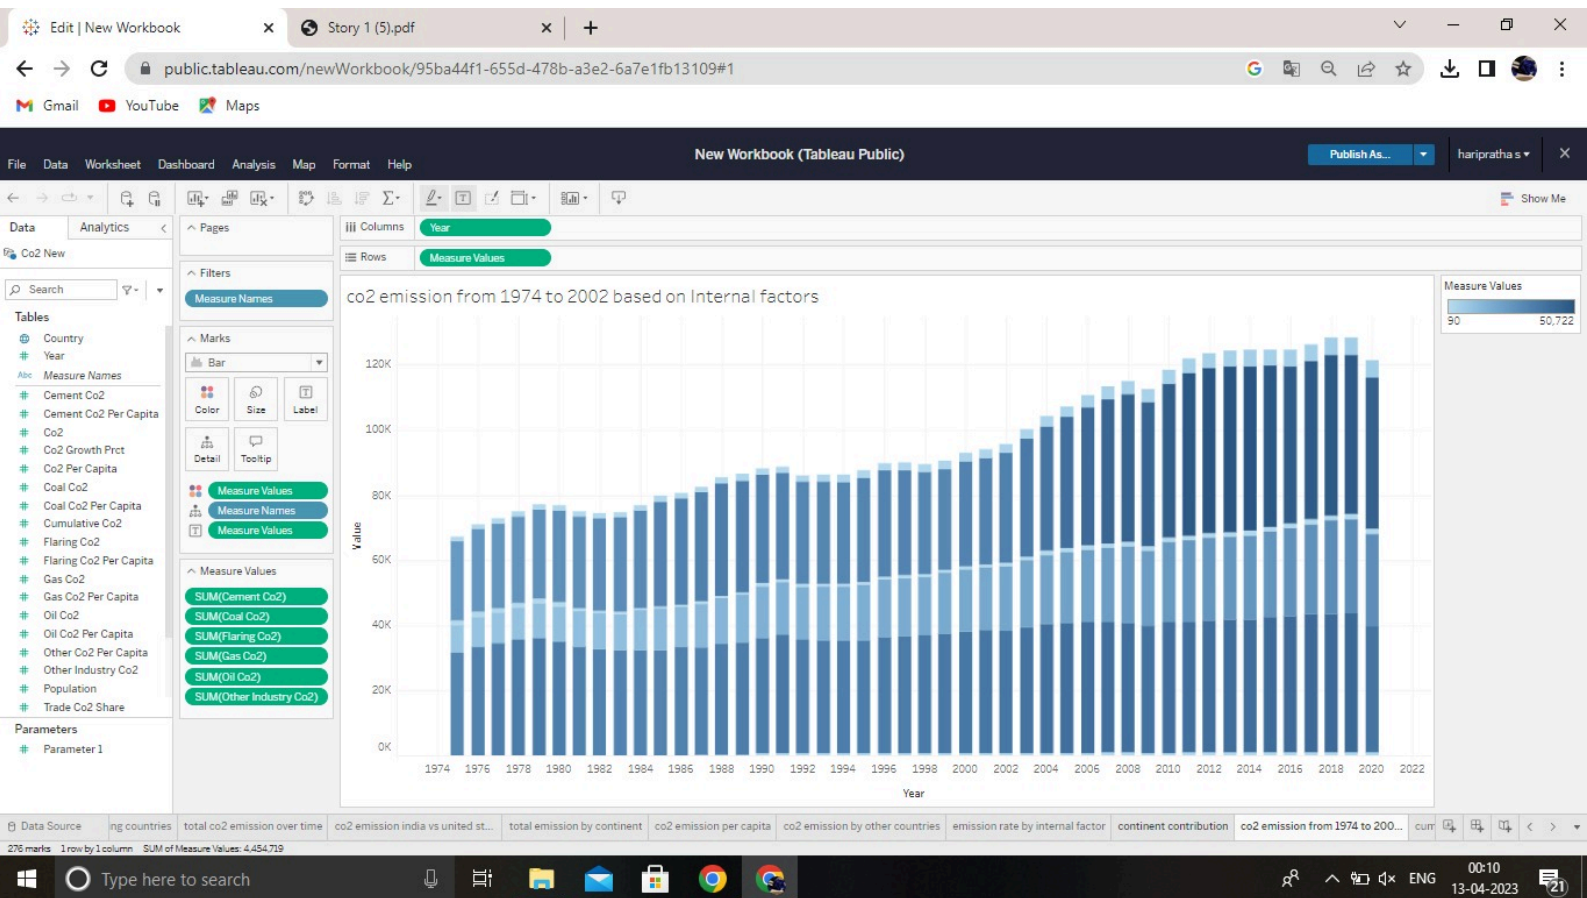 Edit | New Workbook
Story 1 (5).pdf
public.tableau.com/newWorkbook/95ba44f1-655d-478b-a3e2-6a7e1fb13109#1
Gmail YouTube Maps
File Data Worksheet Dashboard Analysis Map Format Help
New Workbook (Tableau Public)
Publish As...
haripratha s
Show Me
Data Analytics
Co2 New
Search
Tables
Country
Year
Abc Measure Names
Cement Co2
Cement Co2 Per Capita
Co2
Co2 Growth Prct
Co2 Per Capita
Coal Co2
Coal Co2 Per Capita
Cumulative Co2
Flaring Co2
Flaring Co2 Per Capita
Gas Co2
Gas Co2 Per Capita
Oil Co2
Oil Co2 Per Capita
Other Co2 Per Capita
Other Industry Co2
Population
Trade Co2 Share
Parameters
Parameter 1
Pages
Filters
Measure Names
Marks
Bar
Color Size Label
Detail Tooltip
Measure Values
Measure Names
Measure Values
Measure Values
SUM(Cement Co2)
SUM(Coal Co2)
SUM(Flaring Co2)
SUM(Gas Co2)
SUM(Oil Co2)
SUM(Other Industry Co2)
Columns Year
Rows Measure Values
co2 emission from 1974 to 2002 based on Internal factors
120K
100K
80K
60K
40K
20K
0K
Value
1974 1976 1978 1980 1982 1984 1986 1988 1990 1992 1994 1996 1998 2000 2002 2004 2006 2008 2010 2012 2014 2016 2018 2020 2022
Year
Measure Values
90 50,722
Data Source ng countries total co2 emission over time co2 emission india vs united st... total emission by continent co2 emission per capita co2 emission by other countries emission rate by internal factor continent contribution co2 emission from 1974 to 200... cum
276 marks 1 row by 1 column SUM of Measure Values: 4,454,719
Type here to search
ENG
00:10
13-04-2023
21